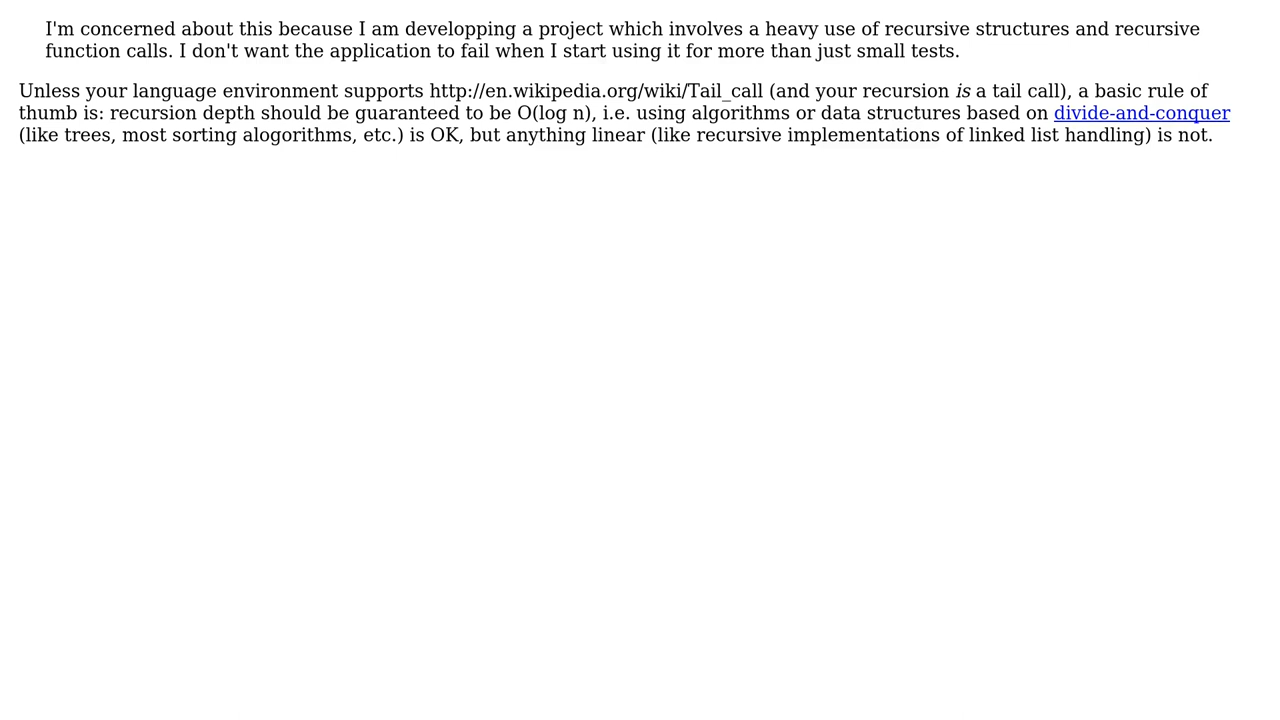 I'm concerned about this because I am developping a project which involves a heavy use of recursive structures and recursive
function calls. I don't want the application to fail when I start using it for more than just small tests.
Unless your language environment supports http://en.wikipedia.org/wiki/Tail_call (and your recursion is a tail call), a basic rule of
thumb is: recursion depth should be guaranteed to be O(log n), i.e. using algorithms or data structures based on divide-and-conquer
(like trees, most sorting alogorithms, etc.) is OK, but anything linear (like recursive implementations of linked list handling) is not.